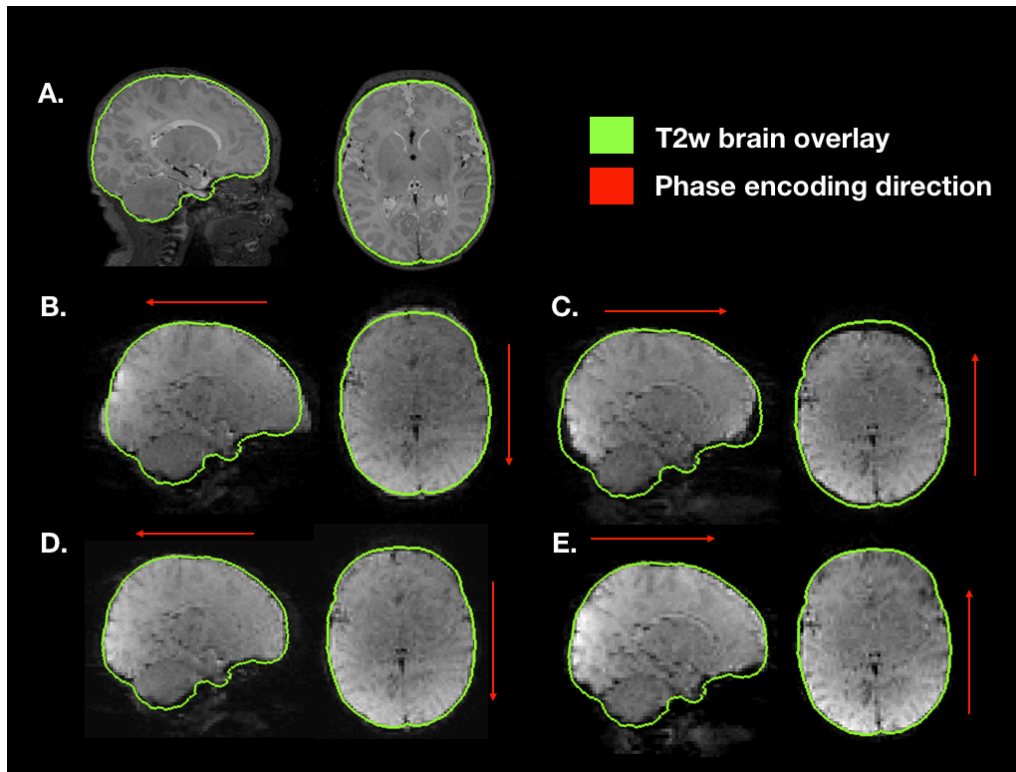 A.
T2w brain overlay
Phase encoding direction
B.
C.
D.
E.